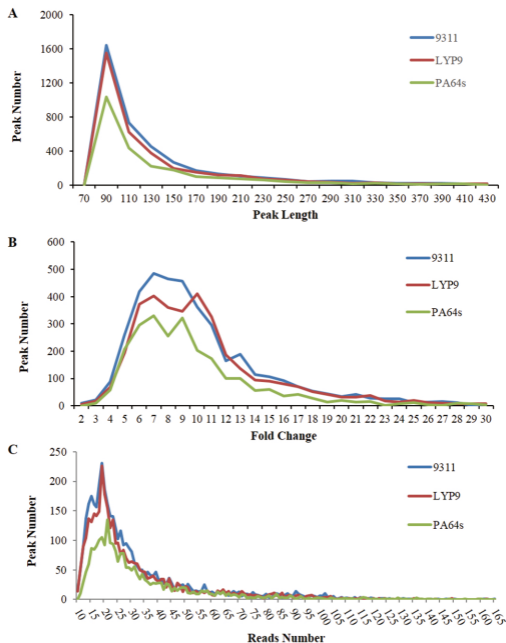 A
2000
1600
1200
800
400
0
Peak Number
9311
LYP9
PA64s
70 90 110 130 150 170 190 210 230 250 270 290 310 330 350 370 390 410 430
Peak Length
B
600
500
400
300
200
100
0
Peak Number
9311
LYP9
PA64s
2 3 4 5 6 7 8 9 10 11 12 13 14 15 16 17 18 19 20 21 22 23 24 25 26 27 28 29 30
Fold Change
C
250
200
150
100
50
0
Peak Number
9311
LYP9
PA64s
10 15 20 25 30 35 40 45 50 55 60 65 70 75 80 85 90 95 100 105 110 115 120 125 130 135 140 145 150 155 160 165
Reads Number